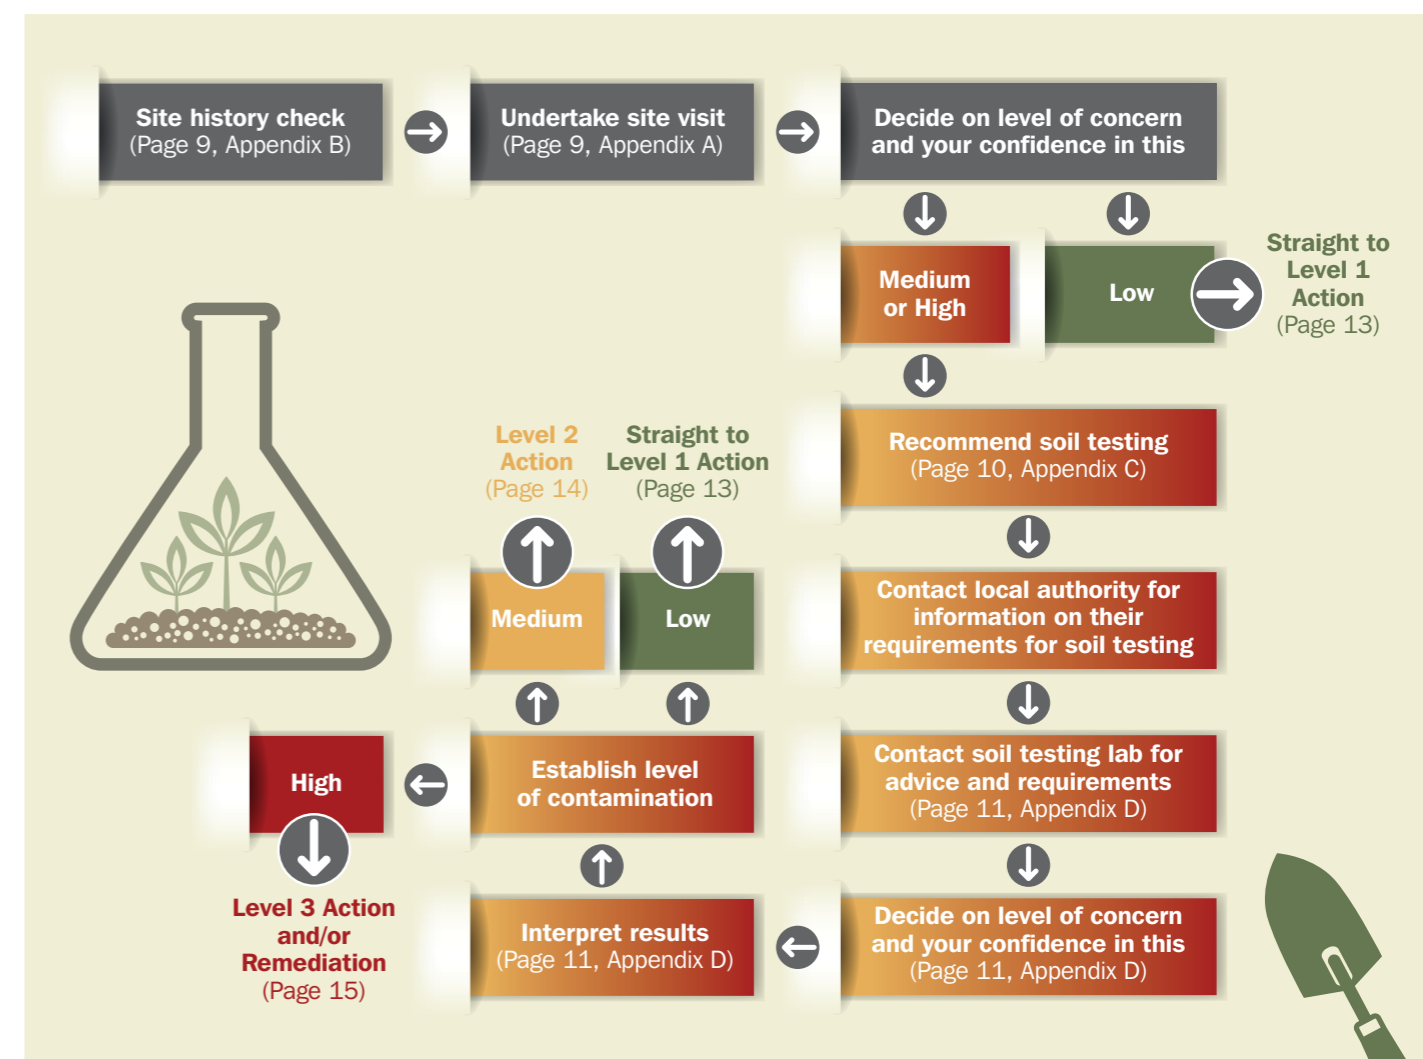 Site history check
(Page 9, Appendix B)
Undertake site visit
(Page 9, Appendix A)
Decide on level of concern
and your confidence in this
Medium
or High
Low
Straight to
Level 1
Action
(Page 13)
Recommend soil testing
(Page 10, Appendix C)
Contact local authority for
information on their
requirements for soil testing
Contact soil testing lab for
advice and requirements
(Page 11, Appendix D)
Decide on level of concern
and your confidence in this
(Page 11, Appendix D)
Interpret results
(Page 11, Appendix D)
Establish level
of contamination
Medium
Level 2
Action
(Page 14)
Low
Straight to
Level 1 Action
(Page 13)
High
Level 3 Action
and/or
Remediation
(Page 15)